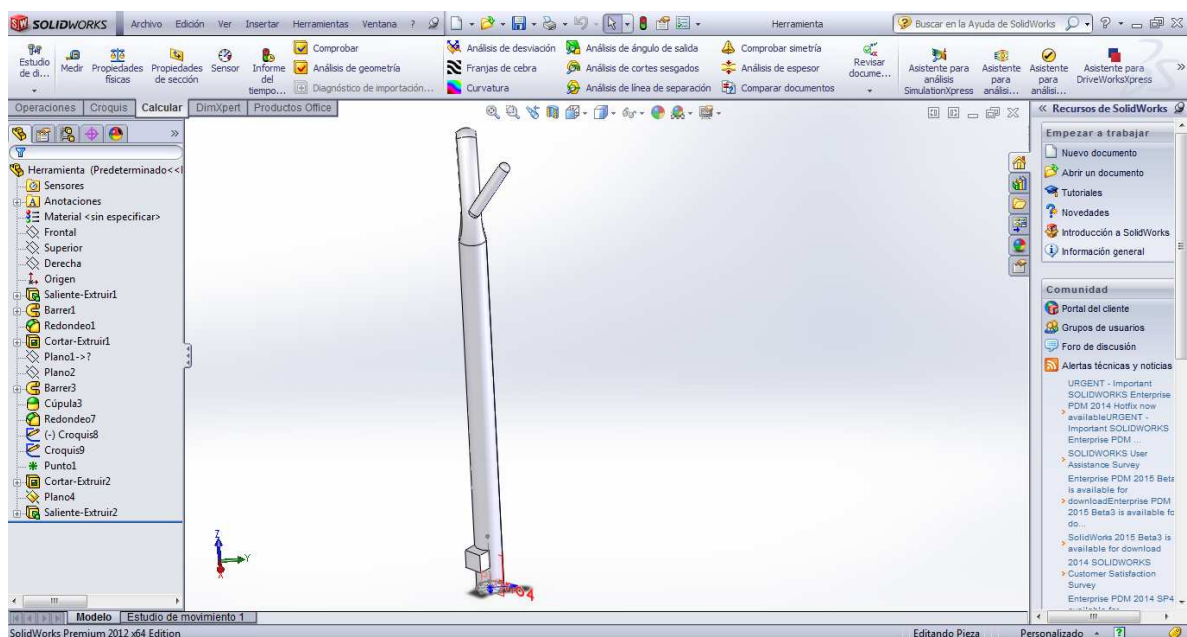 SOLIDWORKS Archivo Edición Ver Insertar Herramientas Ventana ? Herramienta Buscar en la Ayuda de SolidWorks
Estudio de di...
Medir
Propiedades físicas
Propiedades de sección
Sensor
Informe del tiempo...
Comprobar
Análisis de geometría
Diagnóstico de importación...
Análisis de desviación
Franjas de cebra
Curvatura
Análisis de ángulo de salida
Análisis de cortes sesgados
Análisis de línea de separación
Comprobar simetría
Análisis de espesor
Comparar documentos
Revisar docume...
Asistente para análisis SimulationXpress
Asistente para análisi...
Asistente para análisi...
Asistente para DriveWorksXpress
Operaciones Croquis Calcular DimXpert Productos Office
Herramienta (Predeterminado<<
Sensores
Anotaciones
Material <sin especificar>
Frontal
Superior
Derecha
Origen
Saliente-Extruir1
Barrer1
Redondeo1
Cortar-Extruir1
Plano1->?
Plano2
Barrer3
Cúpula3
Redondeo7
(-) Croquis8
Croquis9
Punto1
Cortar-Extruir2
Plano4
Saliente-Extruir2
Z
Y
X
Recursos de SolidWorks
Empezar a trabajar
Nuevo documento
Abrir un documento
Tutoriales
Novedades
Introducción a SolidWorks
Información general
Comunidad
Portal del cliente
Grupos de usuarios
Foro de discusión
Alertas técnicas y noticias
URGENT - Important
SOLIDWORKS Enterprise
PDM 2014 Hotfix now
availableURGENT -
Important SOLIDWORKS
Enterprise PDM ...
SOLIDWORKS User
Assistance Survey
Enterprise PDM 2015 Beta
is available for
downloadEnterprise PDM
2015 Beta3 is available fo
do...
SolidWorks 2015 Beta3 is
available for download
2014 SOLIDWORKS
Customer Satisfaction
Survey
Enterprise PDM 2014 SP4
Modelo Estudio de movimiento 1
SolidWorks Premium 2012 x64 Edition Editando Pieza Personalizado